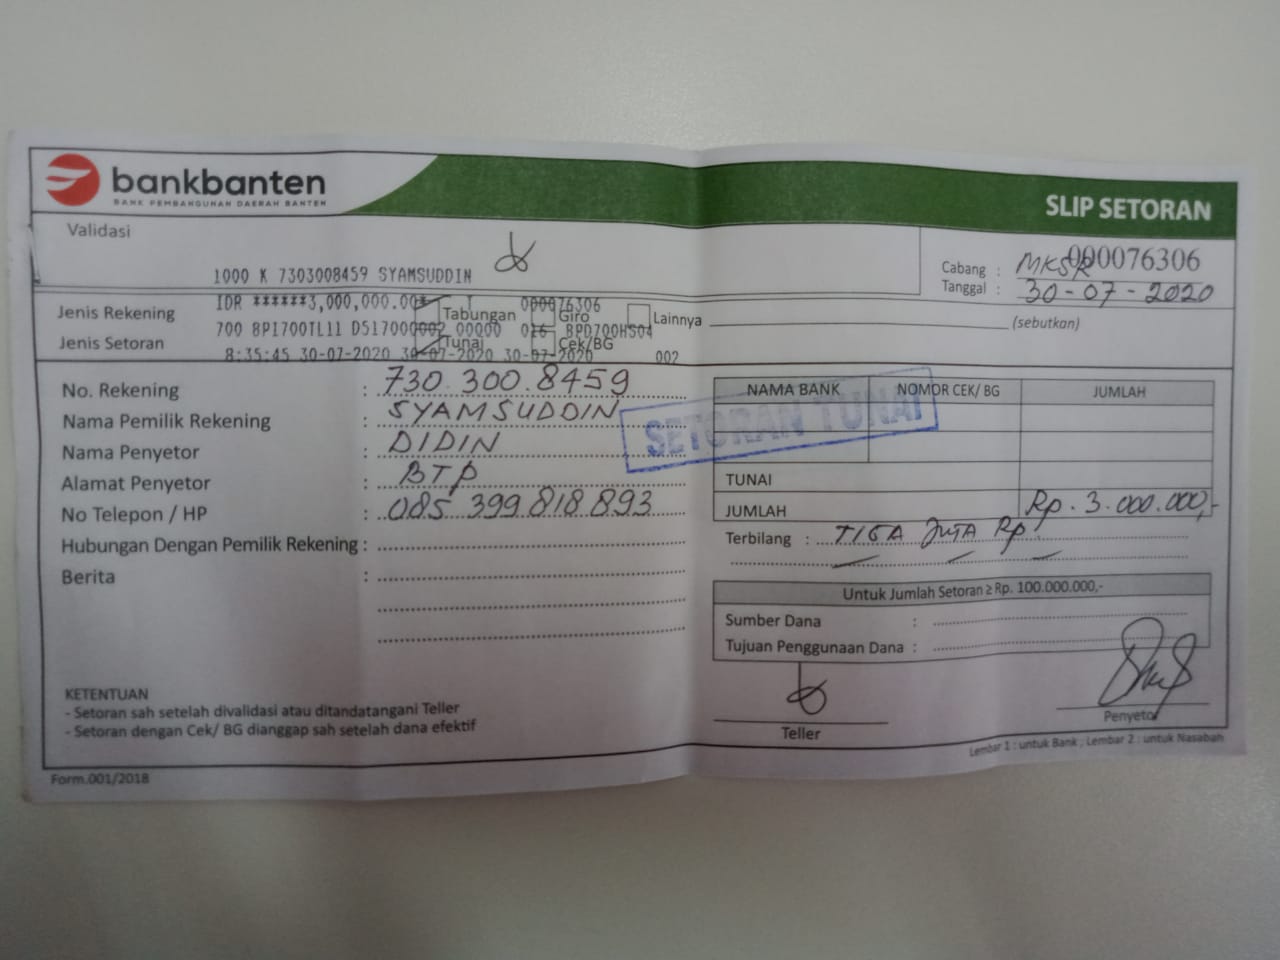 bankbanten
BANK PEMBANGUNAN DAERAH BANTEN
SLIP SETORAN
Validasi
000076306
Cabang : MKSR
Tanggal : 30-07-2020
1000 K 7303008459 SYAMSUDDIN
IDR ******3,000,000.00* 000076306
Jenis Rekening Tabungan Giro Lainnya (sebutkan)
700 8PI700TL11 D517000002 00000 016 8PD700HS04
Jenis Setoran Tunai Cek/BG
8:35:45 30-07-2020 30-07-2020 30-07-2020 002
No. Rekening : 730.300.8459
Nama Pemilik Rekening : SYAMSUDDIN
Nama Penyetor : DIDIN
Alamat Penyetor : BTP
No Telepon / HP : 085 399 818 893
Hubungan Dengan Pemilik Rekening :
Berita :
SETORAN TUNAI
NAMA BANK NOMOR CEK/ BG JUMLAH
TUNAI
JUMLAH Rp. 3.000.000,-
Terbilang : TIGA JUTA Rp.
Untuk Jumlah Setoran ≥ Rp. 100.000.000,-
Sumber Dana :
Tujuan Penggunaan Dana :
KETENTUAN
- Setoran sah setelah divalidasi atau ditandatangani Teller
- Setoran dengan Cek/ BG dianggap sah setelah dana efektif
Teller
Penyetor
Lembar 1 : untuk Bank ; Lembar 2 : untuk Nasabah
Form.001/2018